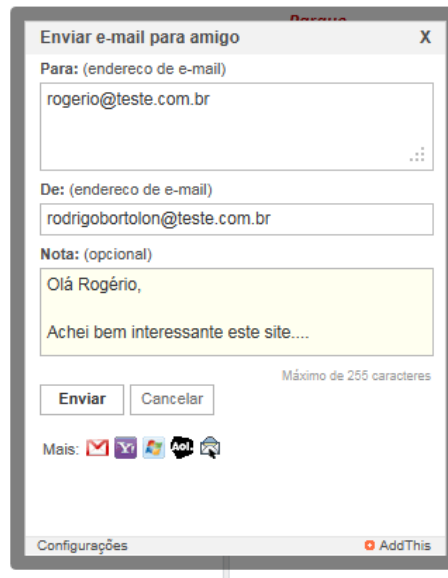 Parque
Enviar e-mail para amigo X
Para: (endereco de e-mail)
rogerio@teste.com.br
De: (endereco de e-mail)
rodrigobortolon@teste.com.br
Nota: (opcional)
Olá Rogério,
Achei bem interessante este site....
Máximo de 255 caracteres
Enviar Cancelar
Mais: Y! Aol.
Configurações AddThis